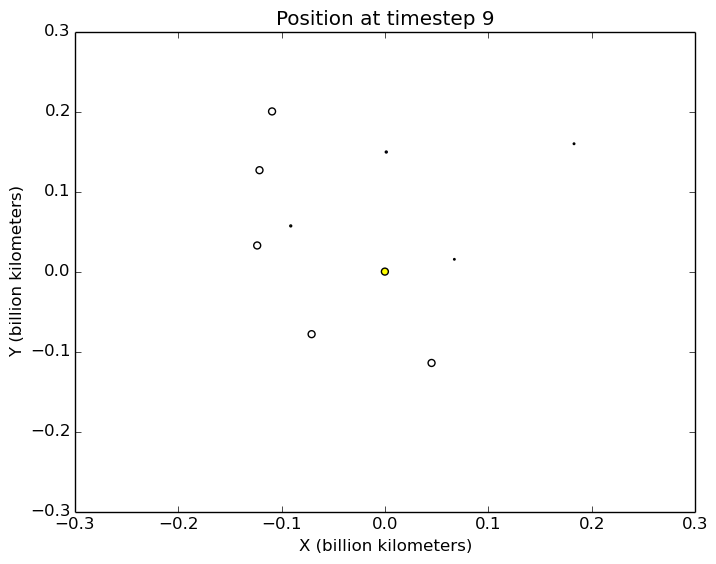 Position at timestep 9
0.3
0.2
0.1
0.0
−0.1
−0.2
−0.3
Y (billion kilometers)
−0.3 −0.2 −0.1 0.0 0.1 0.2 0.3
X (billion kilometers)